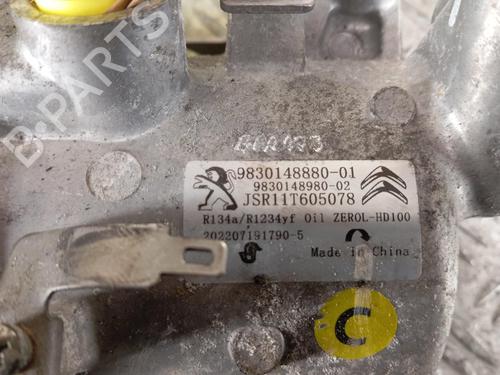 B-PARTS
9830148880-01
9830148980-02
JSR11T605078
R134a/R1234yf Oil ZEROL-HD100
202207191790-5
Made in China
C